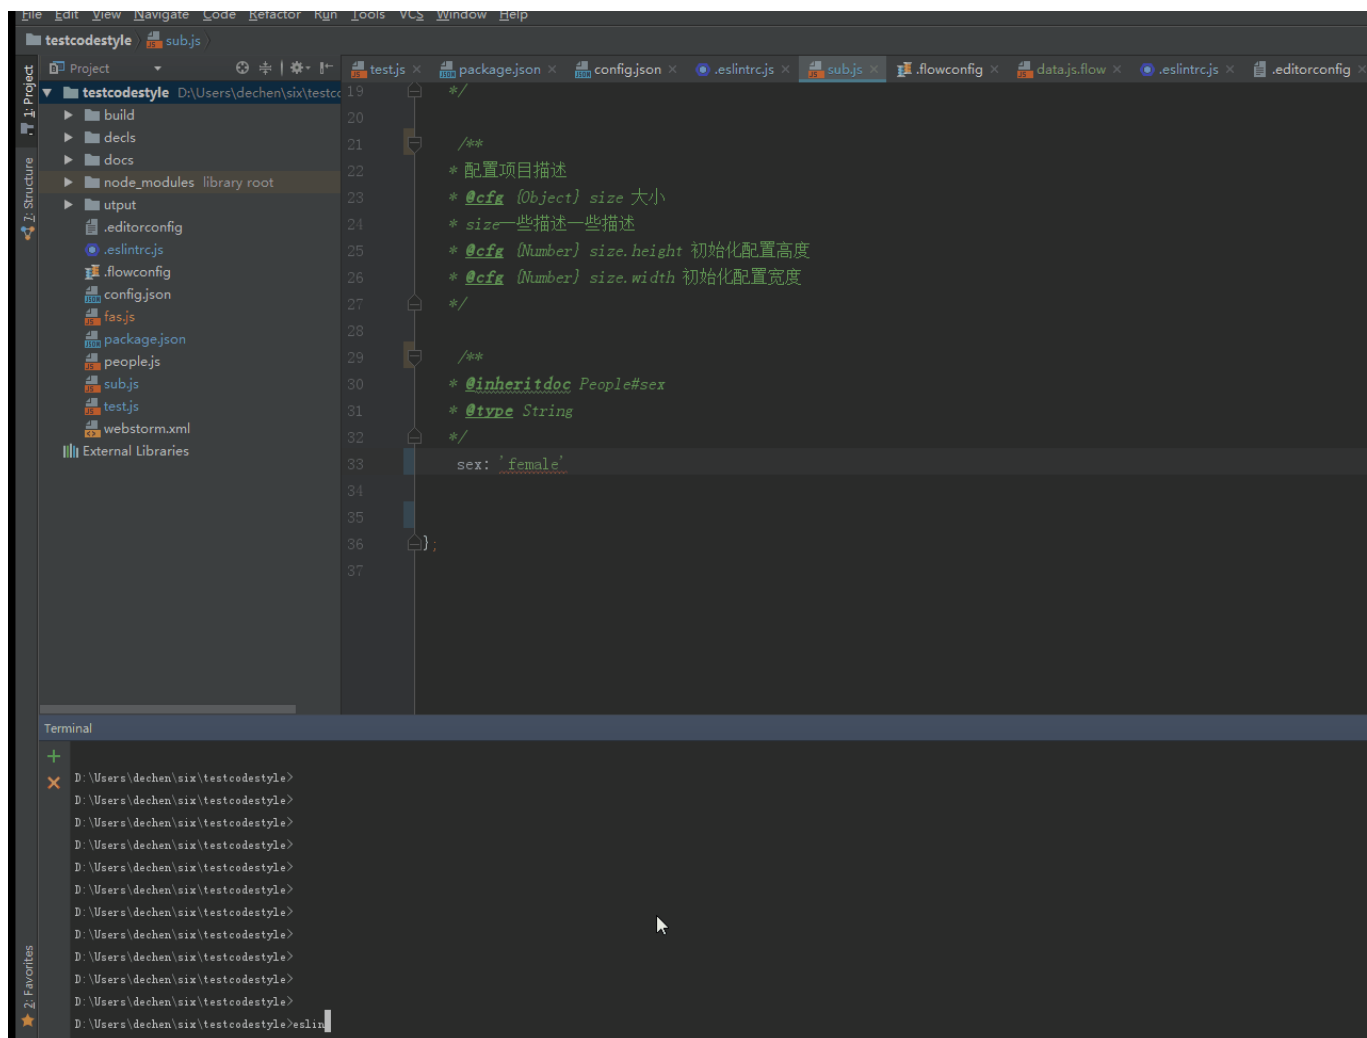 File Edit View Navigate Code Refactor Run Tools VCS Window Help
testcodestyle sub.js
1: Project
7: Structure
2: Favorites
Project
testcodestyle D:\Users\dechen\six\testco
build
decls
docs
node_modules library root
utput
.editorconfig
.eslintrc.js
.flowconfig
config.json
fas.js
package.json
people.js
sub.js
test.js
webstorm.xml
External Libraries
test.js package.json config.json .eslintrc.js sub.js .flowconfig data.js.flow .eslintrc.js .editorconfig
19 */
20
21 /**
22 * 配置项目描述
23 * @cfg {Object} size 大小
24 * size一些描述一些描述
25 * @cfg {Number} size.height 初始化配置高度
26 * @cfg {Number} size.width 初始化配置宽度
27 */
28
29 /**
30 * @inheritdoc People#sex
31 * @type String
32 */
33 sex: 'female'
34
35
36 };
37
Terminal
D:\Users\dechen\six\testcodestyle>
D:\Users\dechen\six\testcodestyle>
D:\Users\dechen\six\testcodestyle>
D:\Users\dechen\six\testcodestyle>
D:\Users\dechen\six\testcodestyle>
D:\Users\dechen\six\testcodestyle>
D:\Users\dechen\six\testcodestyle>
D:\Users\dechen\six\testcodestyle>
D:\Users\dechen\six\testcodestyle>
D:\Users\dechen\six\testcodestyle>
D:\Users\dechen\six\testcodestyle>
D:\Users\dechen\six\testcodestyle>eslin